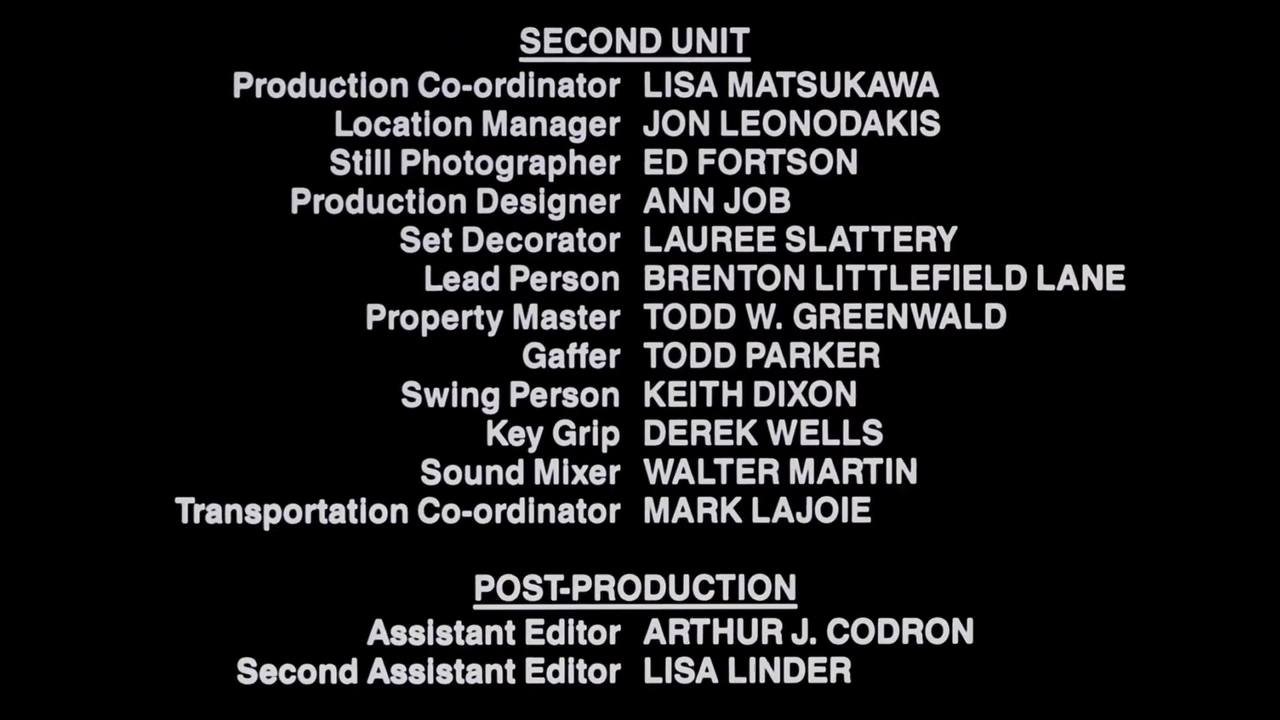 SECOND UNIT
Production Co-ordinator LISA MATSUKAWA
Location Manager JON LEONODAKIS
Still Photographer ED FORTSON
Production Designer ANN JOB
Set Decorator LAUREE SLATTERY
Lead Person BRENTON LITTLEFIELD LANE
Property Master TODD W. GREENWALD
Gaffer TODD PARKER
Swing Person KEITH DIXON
Key Grip DEREK WELLS
Sound Mixer WALTER MARTIN
Transportation Co-ordinator MARK LAJOIE
POST-PRODUCTION
Assistant Editor ARTHUR J. CODRON
Second Assistant Editor LISA LINDER